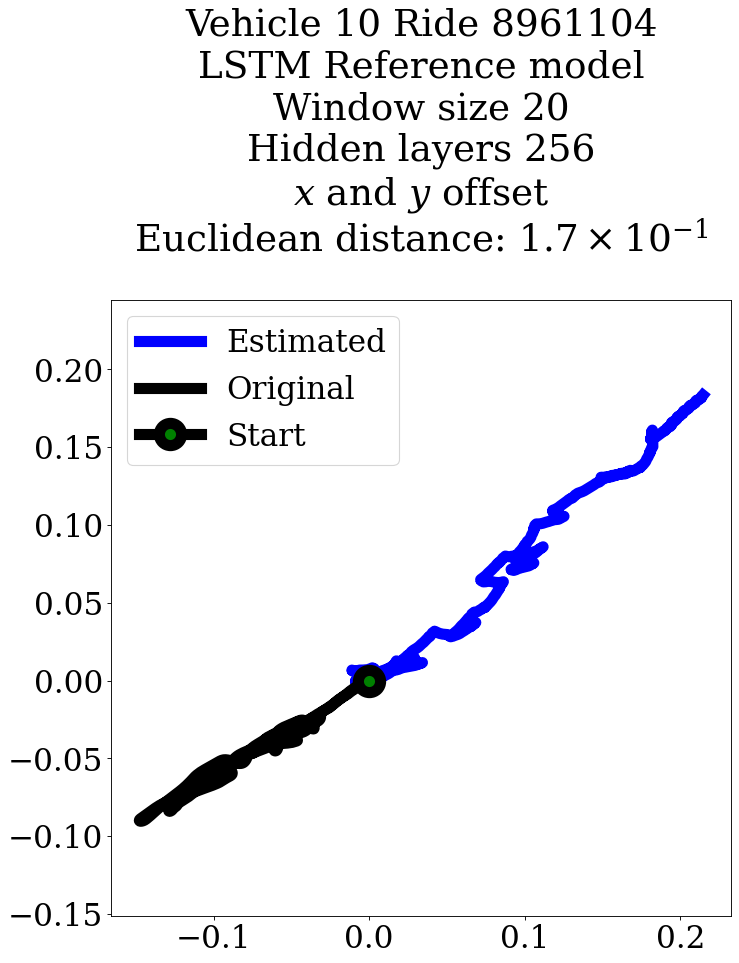 Vehicle 10 Ride 8961104
LSTM Reference model
Window size 20
Hidden layers 256
x and y offset
Euclidean distance: 1.7 × 10⁻¹
Estimated
Original
Start
0.20
0.15
0.10
0.05
0.00
−0.05
−0.10
−0.15
−0.1 0.0 0.1 0.2